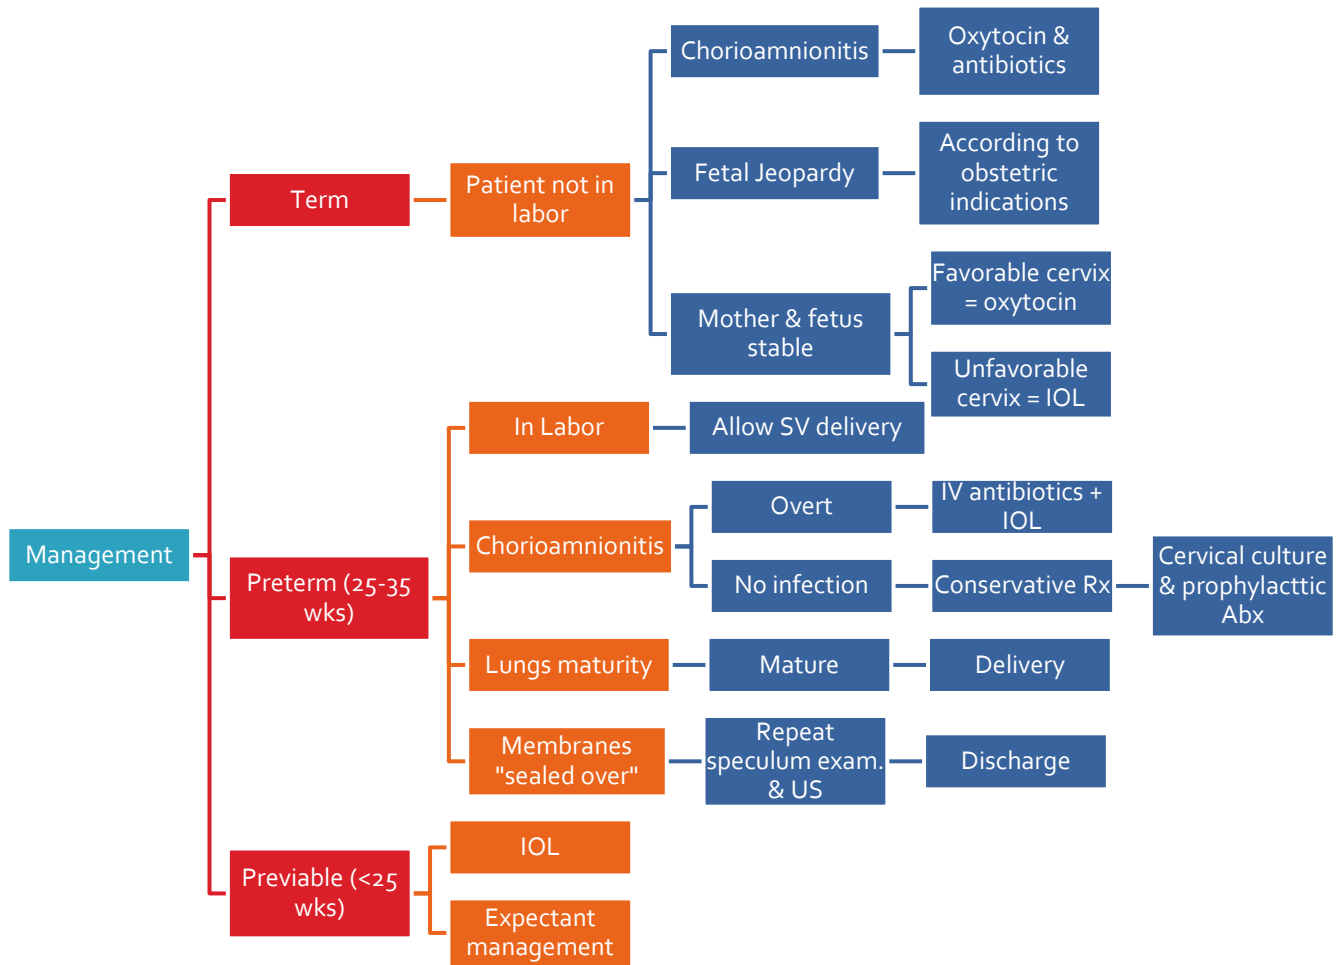 Management
Term
Patient not in
labor
Chorioamnionitis
Oxytocin &
antibiotics
Fetal Jeopardy
According to
obstetric
indications
Mother & fetus
stable
Favorable cervix
= oxytocin
Unfavorable
cervix = IOL
Preterm (25-35
wks)
In Labor
Allow SV delivery
Chorioamnionitis
Overt
IV antibiotics +
IOL
No infection
Conservative Rx
Cervical culture
& prophylacttic
Abx
Lungs maturity
Mature
Delivery
Membranes
"sealed over"
Repeat
speculum exam.
& US
Discharge
Previable (<25
wks)
IOL
Expectant
management